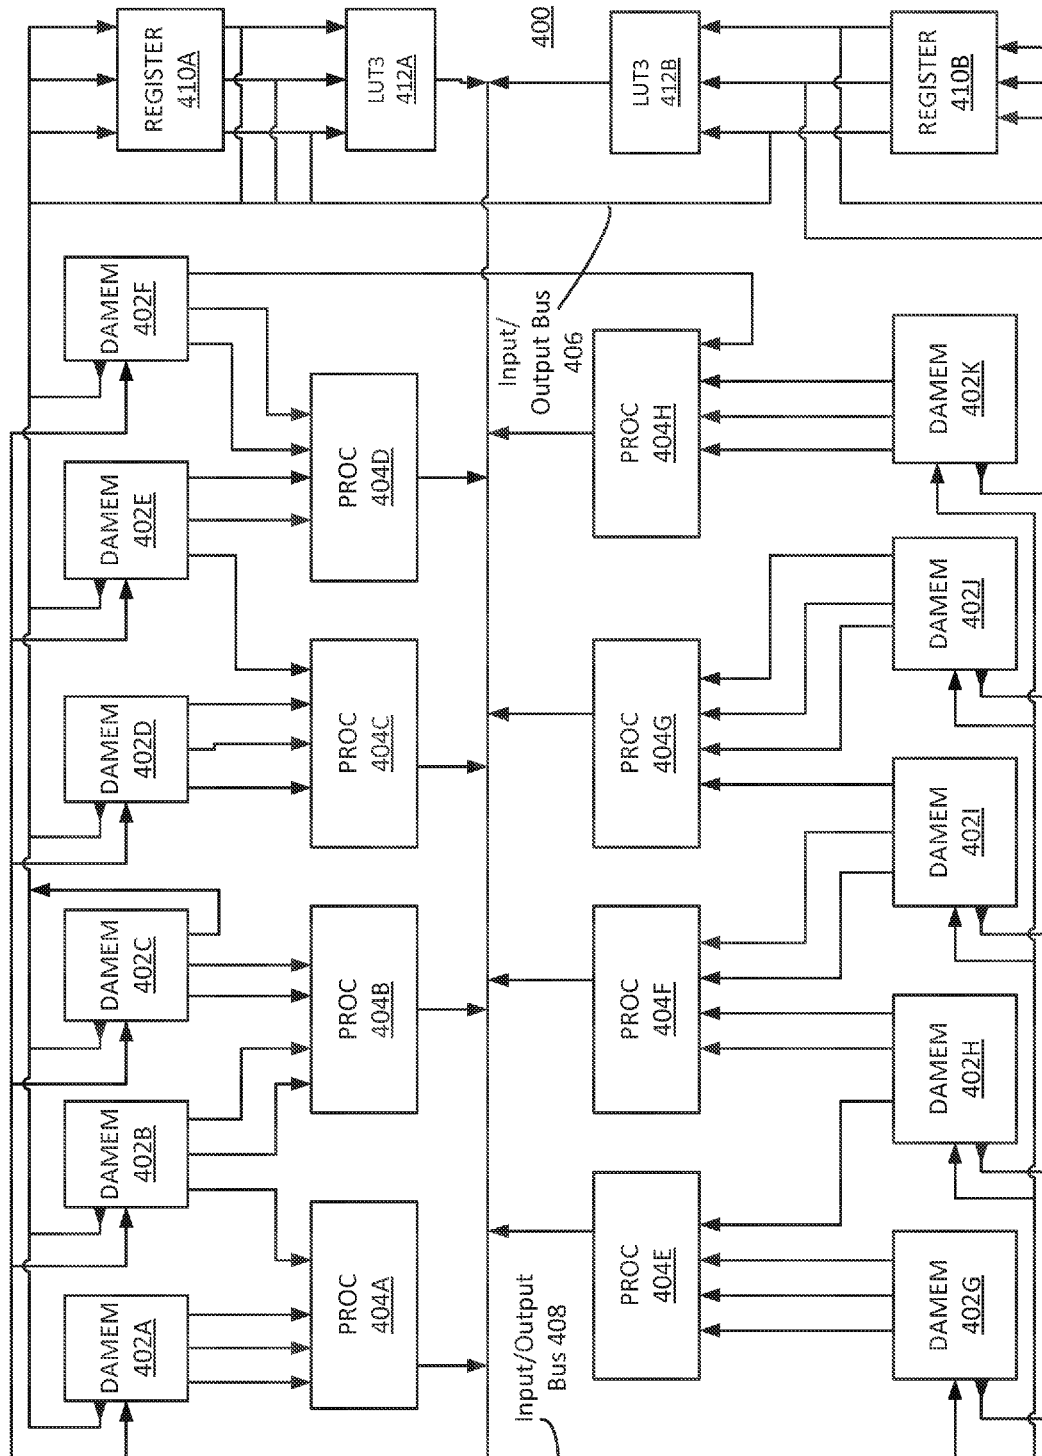 DAMEM
402A
DAMEM
402B
DAMEM
402C
DAMEM
402D
DAMEM
402E
DAMEM
402F
REGISTER
410A
PROC
404A
PROC
404B
PROC
404C
PROC
404D
LUT3
412A
Input/Output
Bus 408
Input/
Output Bus
406
400
PROC
404E
PROC
404F
PROC
404G
PROC
404H
LUT3
412B
DAMEM
402G
DAMEM
402H
DAMEM
402I
DAMEM
402J
DAMEM
402K
REGISTER
410B